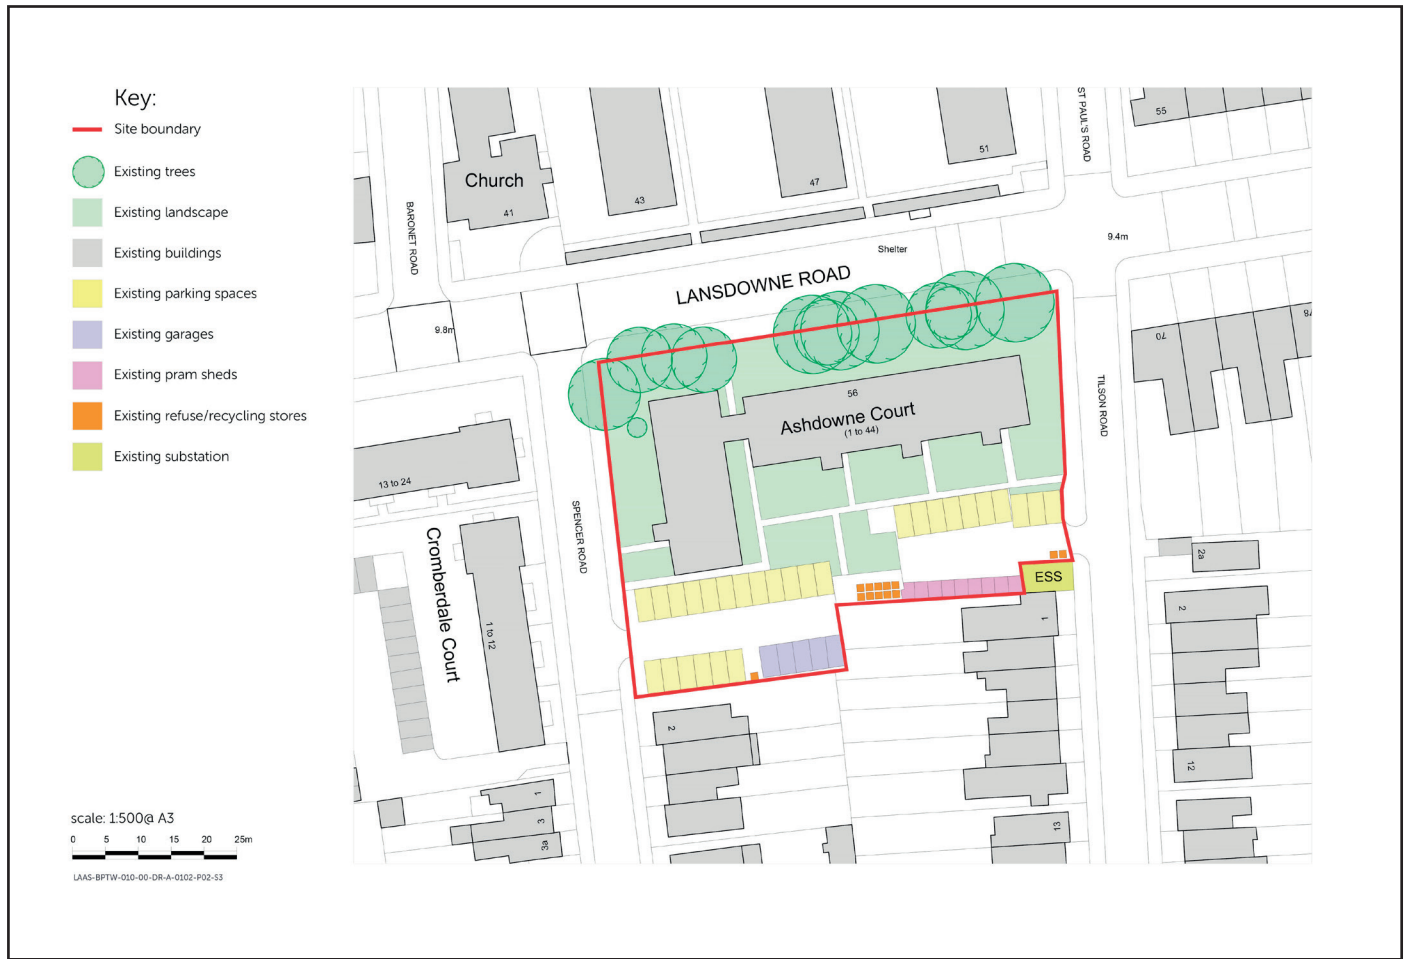 Key:
Site boundary
Existing trees
Existing landscape
Existing buildings
Existing parking spaces
Existing garages
Existing pram sheds
Existing refuse/recycling stores
Existing substation
scale: 1:500@ A3
0 5 10 15 20 25m
LAAS-BPTW-010-00-DR-A-0102-P02-S3
Church
41
43
47
51
ST PAUL'S ROAD
55
BARONET ROAD
Shelter
9.4m
LANSDOWNE ROAD
9.8m
70
78
56
Ashdowne Court
(1 to 44)
TILSON ROAD
13 to 24
SPENCER ROAD
Cromberdale Court
1 to 12
ESS
2a
2
1
2
12
13
1
3
3a